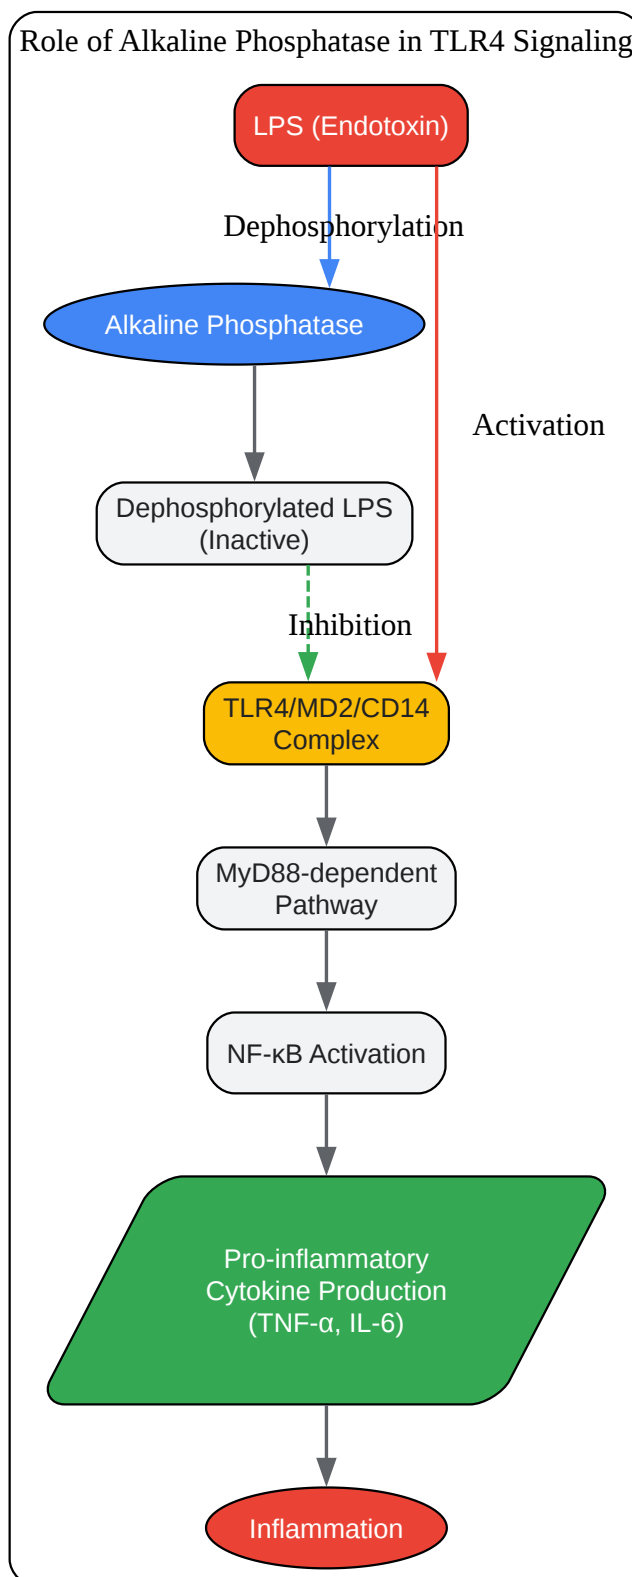 Role of Alkaline Phosphatase in TLR4 Signaling
LPS (Endotoxin)
Dephosphorylation
Alkaline Phosphatase
Activation
Dephosphorylated LPS
(Inactive)
Inhibition
TLR4/MD2/CD14
Complex
MyD88-dependent
Pathway
NF-κB Activation
Pro-inflammatory
Cytokine Production
(TNF-α, IL-6)
Inflammation